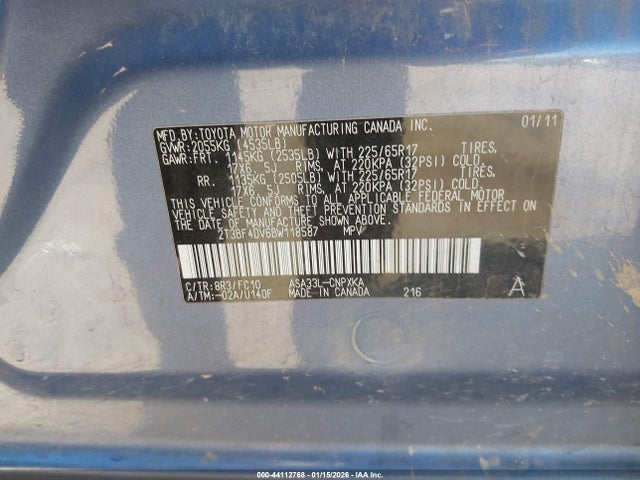 MFD.BY:TOYOTA MOTOR MANUFACTURING CANADA INC. 01/11
GVWR:2055KG (4535LB)
GAWR:FRT. 1145KG (2535LB)WITH 225/65R17 TIRES.
17X6. 5J RIMS. AT 220KPA (32PSI) COLD.
RR. 1135KG (2505LB)WITH 225/65R17 TIRES.
17X6. 5J RIMS. AT 220KPA (32PSI) COLD.
THIS VEHICLE CONFORMS TO ALL APPLICABLE FEDERAL MOTOR
VEHICLE SAFETY AND THEFT PREVENTION STANDARDS IN EFFECT ON
THE DATE OF MANUFACTURE SHOWN ABOVE.
2T3BF4DV6BW118587 MPV
C/TR:8R3/FC10 ASA33L-CNPXKA
A/TM:-02A/U140F MADE IN CANADA 216 A
000-44112768 - 01/15/2026 - IAA Inc.